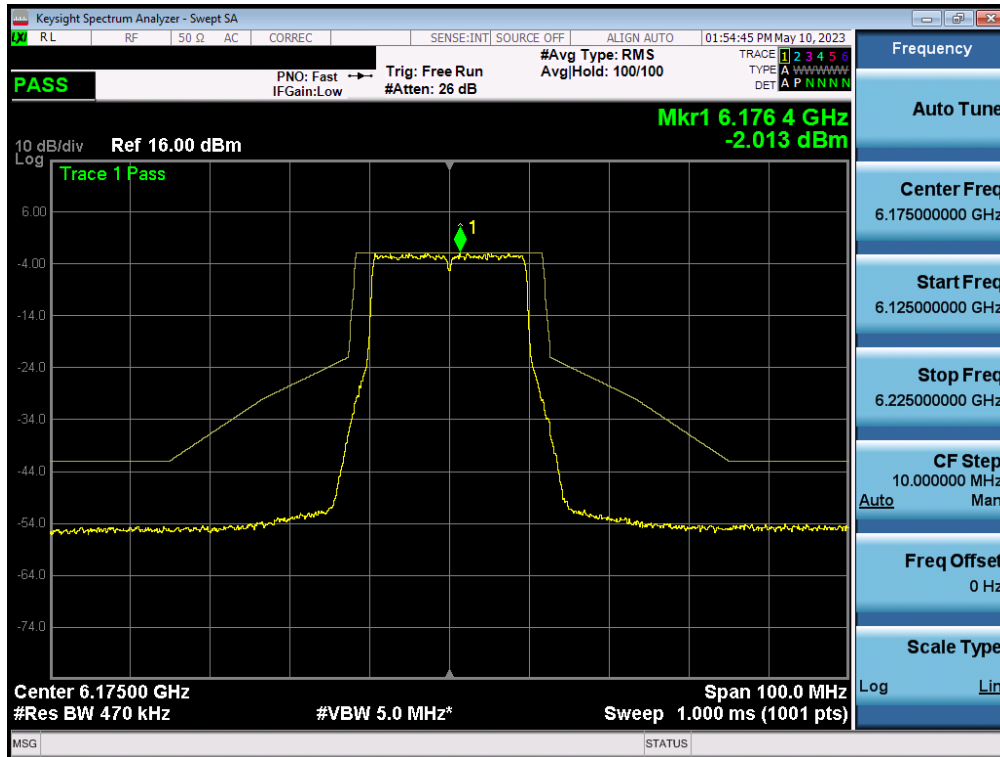 Keysight Spectrum Analyzer - Swept SA
LXI RL RF 50 Ω AC CORREC SENSE:INT SOURCE OFF ALIGN AUTO 01:54:45 PM May 10, 2023
PASS
PNO: Fast
IFGain:Low
Trig: Free Run
#Atten: 26 dB
#Avg Type: RMS
Avg|Hold: 100/100
TRACE 1 2 3 4 5 6
TYPE A WWWWW
DET A P N N N N
Mkr1 6.176 4 GHz
-2.013 dBm
10 dB/div
Log
Ref 16.00 dBm
Trace 1 Pass
1
6.00
-4.00
-14.0
-24.0
-34.0
-44.0
-54.0
-64.0
-74.0
Center 6.17500 GHz
Span 100.0 MHz
#Res BW 470 kHz
#VBW 5.0 MHz*
Sweep 1.000 ms (1001 pts)
MSG
STATUS
Frequency
Auto Tune
Center Freq
6.175000000 GHz
Start Freq
6.125000000 GHz
Stop Freq
6.225000000 GHz
CF Step
10.000000 MHz
Auto Man
Freq Offset
0 Hz
Scale Type
Log Lin